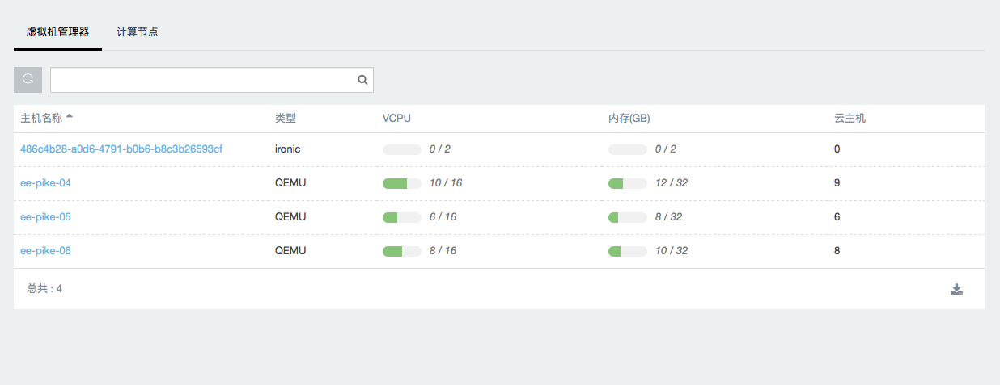 虚拟机管理器 计算节点
主机名称 类型 VCPU 内存(GB) 云主机
486c4b28-a0d6-4791-b0b6-b8c3b26593cf ironic 0 / 2 0 / 2 0
ee-pike-04 QEMU 10 / 16 12 / 32 9
ee-pike-05 QEMU 6 / 16 8 / 32 6
ee-pike-06 QEMU 8 / 16 10 / 32 8
总共 : 4